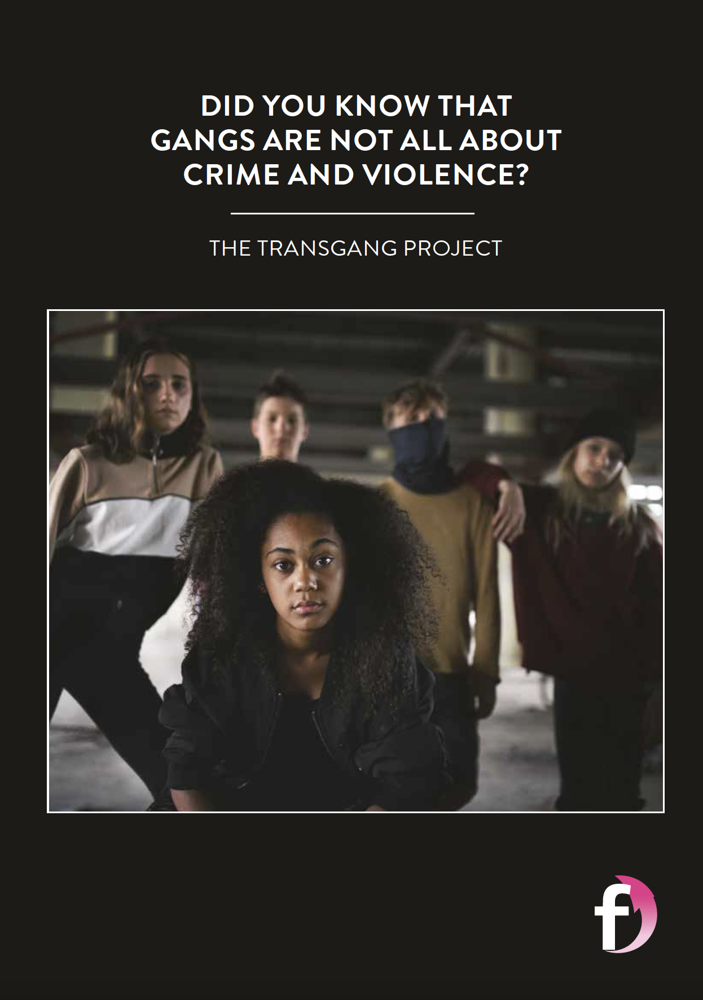 DID YOU KNOW THAT
GANGS ARE NOT ALL ABOUT
CRIME AND VIOLENCE?
THE TRANSGANG PROJECT
f